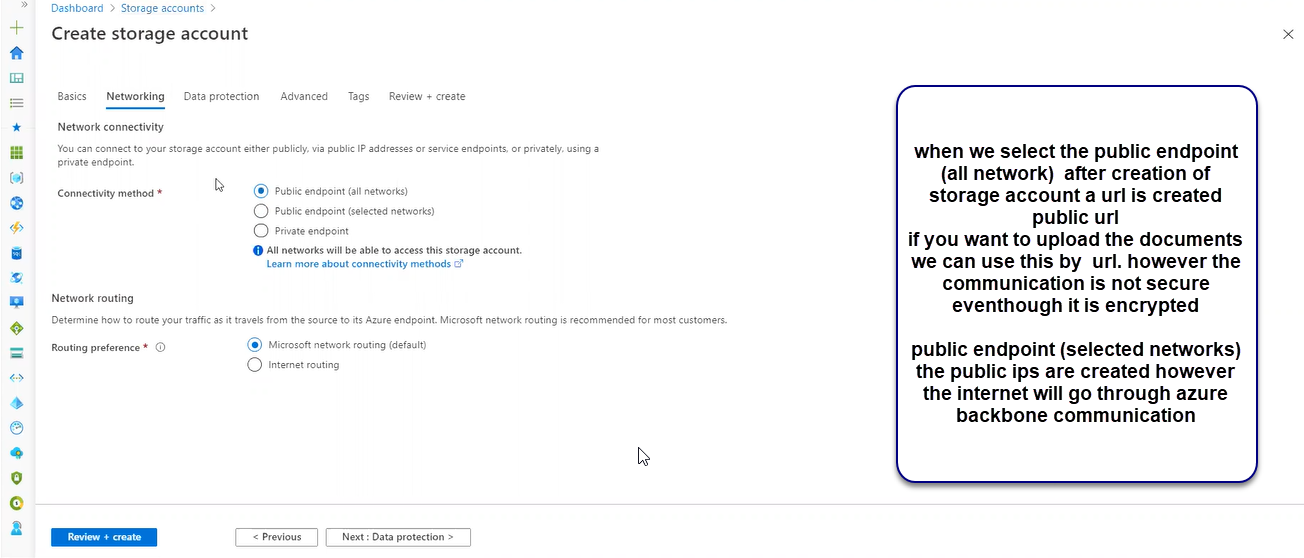 Dashboard > Storage accounts >
Create storage account
Basics Networking Data protection Advanced Tags Review + create
Network connectivity
You can connect to your storage account either publicly, via public IP addresses or service endpoints, or privately, using a
private endpoint.
Connectivity method *
Public endpoint (all networks)
Public endpoint (selected networks)
Private endpoint
All networks will be able to access this storage account.
Learn more about connectivity methods
Network routing
Determine how to route your traffic as it travels from the source to its Azure endpoint. Microsoft network routing is recommended for most customers.
Routing preference *
Microsoft network routing (default)
Internet routing
Review + create
< Previous
Next : Data protection >
when we select the public endpoint
(all network) after creation of
storage account a url is created
public url
if you want to upload the documents
we can use this by url. however the
communication is not secure
eventhough it is encrypted
public endpoint (selected networks)
the public ips are created however
the internet will go through azure
backbone communication